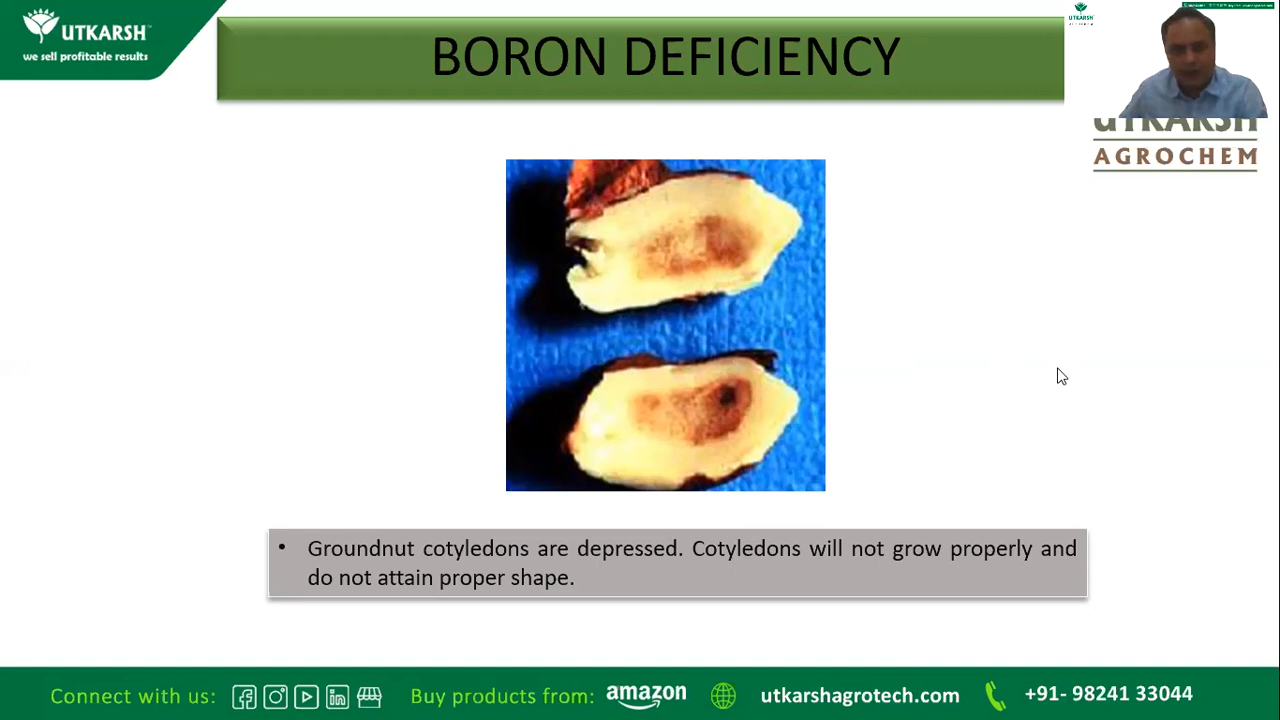 UTKARSH
we sell profitable results
BORON DEFICIENCY
UTKARSH
UTKARSH
AGROCHEM
• Groundnut cotyledons are depressed. Cotyledons will not grow properly and
do not attain proper shape.
Connect with us:
Buy products from: amazon
utkarshagrotech.com
+91- 98241 33044